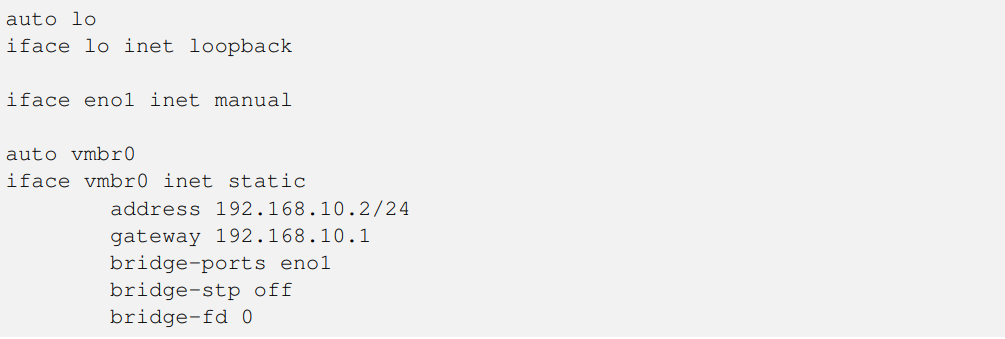 auto lo
iface lo inet loopback
iface eno1 inet manual
auto vmbr0
iface vmbr0 inet static
address 192.168.10.2/24
gateway 192.168.10.1
bridge-ports eno1
bridge-stp off
bridge-fd 0